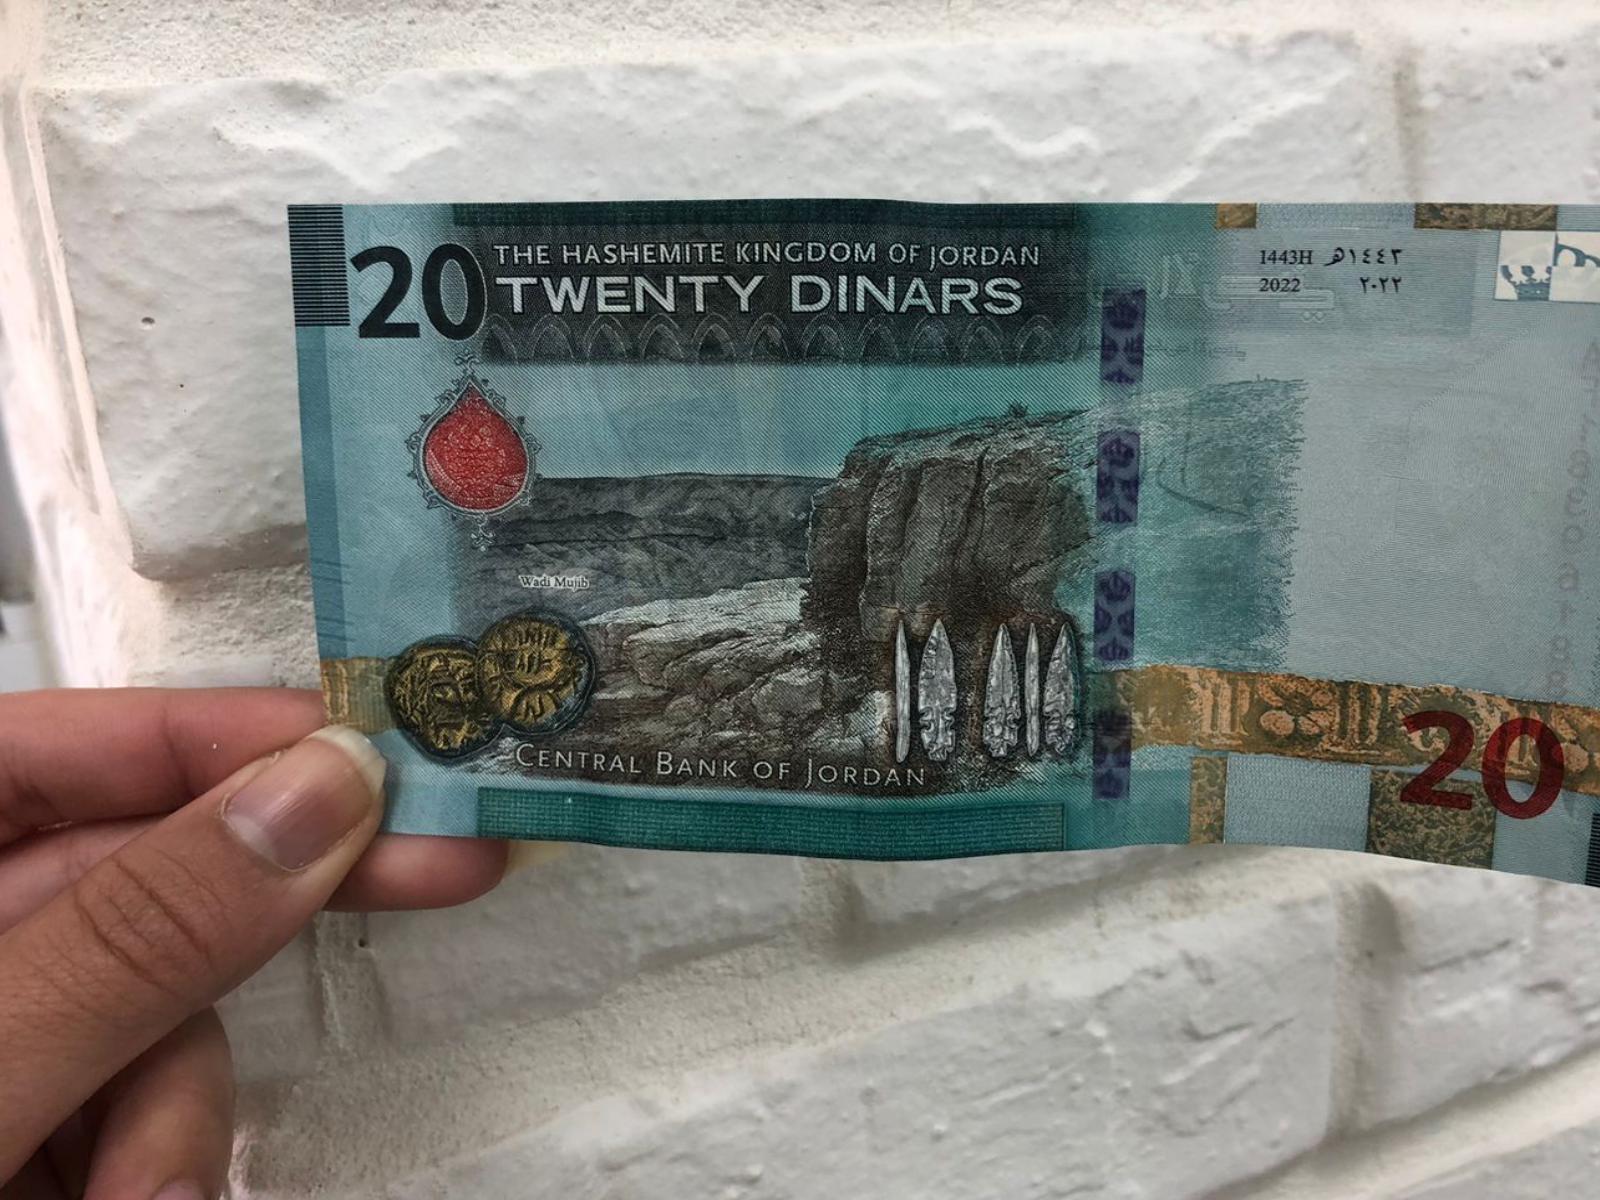 20
THE HASHEMITE KINGDOM OF JORDAN
TWENTY DINARS
1443H ١٤٤٣هـ
2022 ٢٠٢٢
Wadi Mujib
CENTRAL BANK OF JORDAN
20